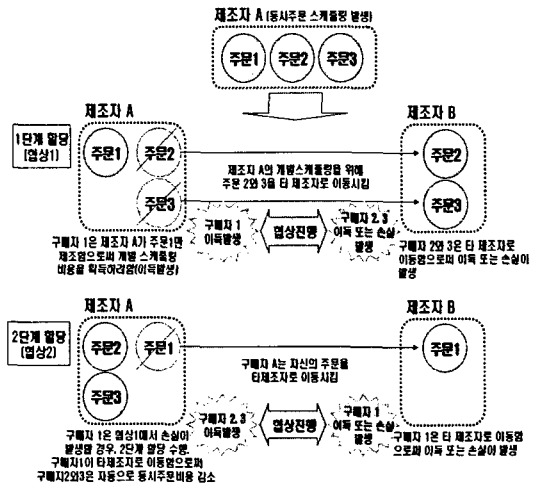 제조자 A (동시주문 스케쥴링 발생)
주문1 주문2 주문3
1단계 할당
(협상1)
제조자 A
제조자 B
주문1 주문2
주문3
주문2
주문3
제조자 A의 개별스케쥴링을 위해
주문 2와 3을 타 제조자로 이동시킴
구매자 1
이득발생
협상진행
구매자 2, 3
이득 또는 손실
발생
구매자 1은 제조자 A가 주문1만
제조함으로써 개별 스케쥴링
비용을 획득하려함(이득발생)
구매자 2와 3은 타 제조자로
이동함으로써 이득 또는 손실이
발생
2단계 할당
(협상2)
제조자 A
제조자 B
주문2 주문1
주문3
주문1
구매자 A는 자신의 주문을
타제조자로 이동시킴
구매자 2, 3
이득발생
협상진행
구매자 1
이득 또는 손실
발생
구매자 1은 협상1에서 손실이
발생할 경우, 2단계 할당 수행.
구매자1이 타제조자로 이동함으로써
구매자2와3은 자동으로 동시주문비용 감소
구매자 1은 타 제조자로 이동함
으로써 이득 또는 손실이 발생